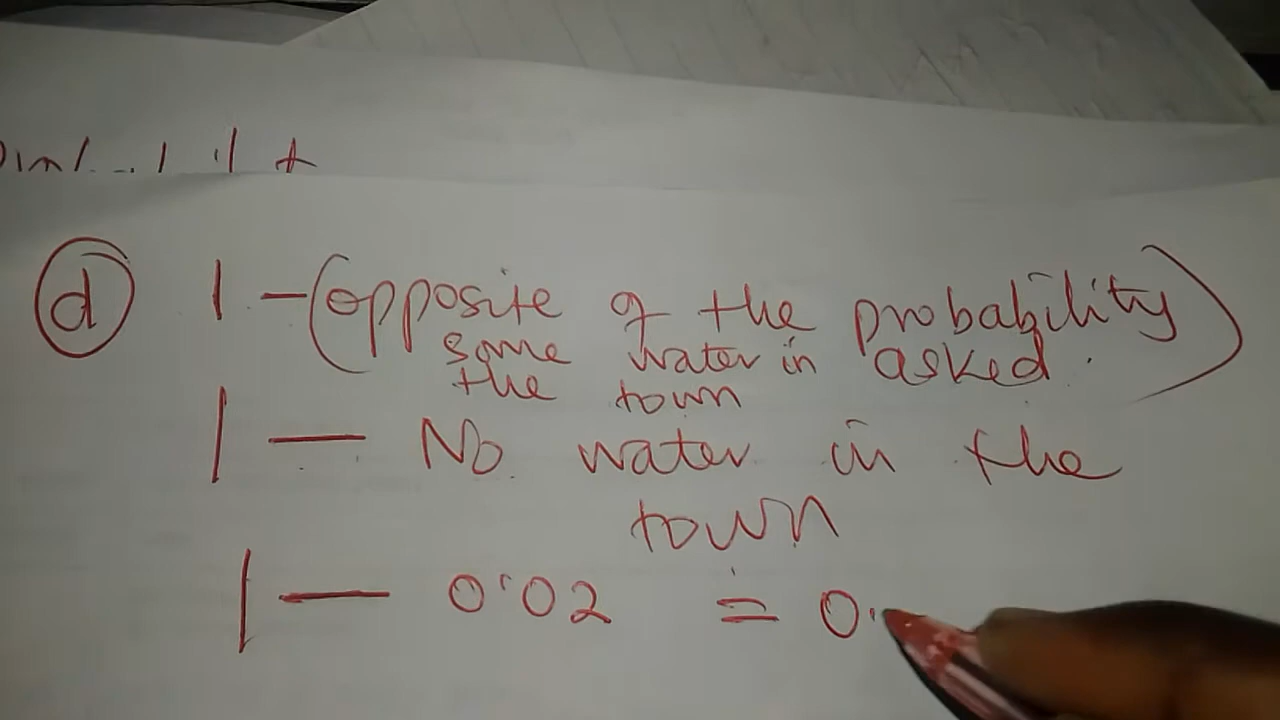 d 1 - (opposite of the probability
some water in asked.)
the town
1 - No water in the
town
1 - 0.02 = 0.